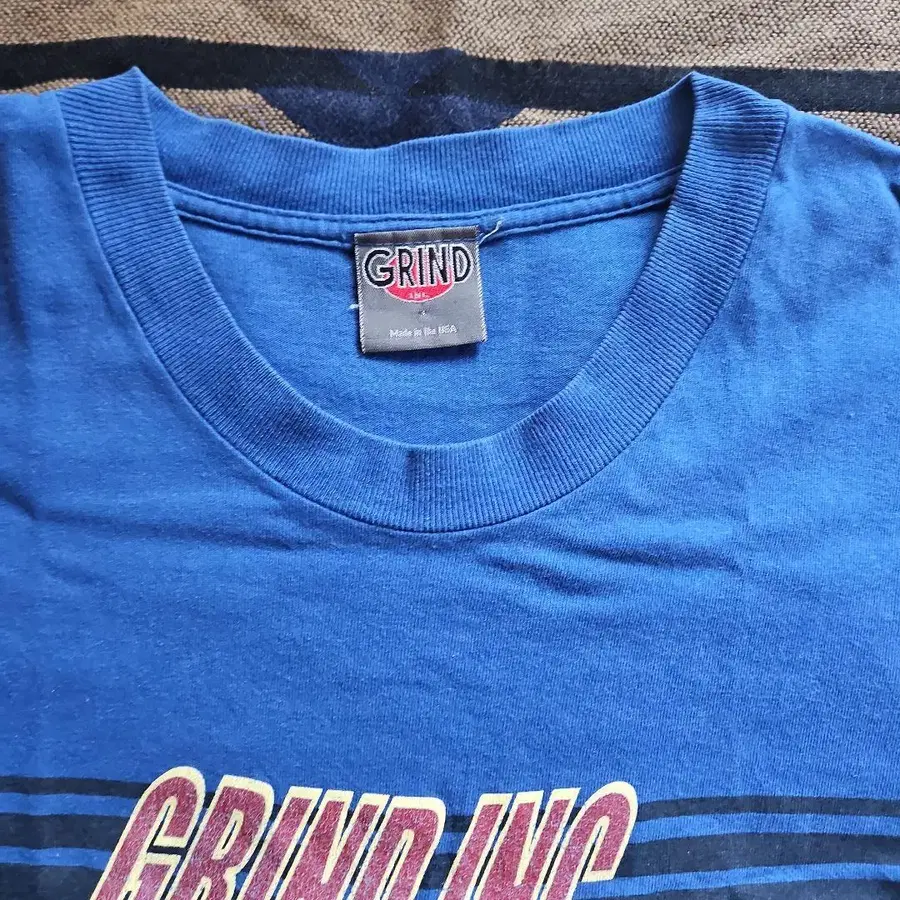 GRIND
INC.
Made in the USA
GRIND INC